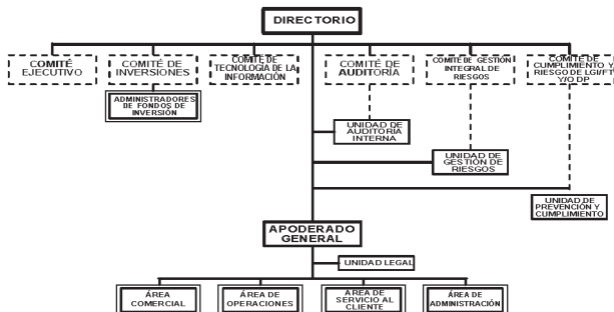 DIRECTORIO
COMITÉ
EJECUTIVO
COMITÉ DE
INVERSIONES
COMITE DE
TECNOLOGÍA DE LA
INFORMACIÓN
COMITÉ DE
AUDITORÍA
COMITÉ DE GESTIÓN
INTEGRAL DE
RIESGOS
COMITÉ DE
CUMPLIMIENTO Y
RIESGO DE LGI/FT
Y/O DP
ADMINISTRADORES
DE FONDOS DE
INVERSIÓN
UNIDAD DE
AUDITORÍA
INTERNA
UNIDAD DE
GESTIÓN DE
RIESGOS
UNIDAD DE
PREVENCIÓN Y
CUMPLIMIENTO
APODERADO
GENERAL
UNIDAD LEGAL
ÁREA
COMERCIAL
ÁREA DE
OPERACIONES
ÁREA DE
SERVICIO AL
CLIENTE
ÁREA DE
ADMINISTRACIÓN